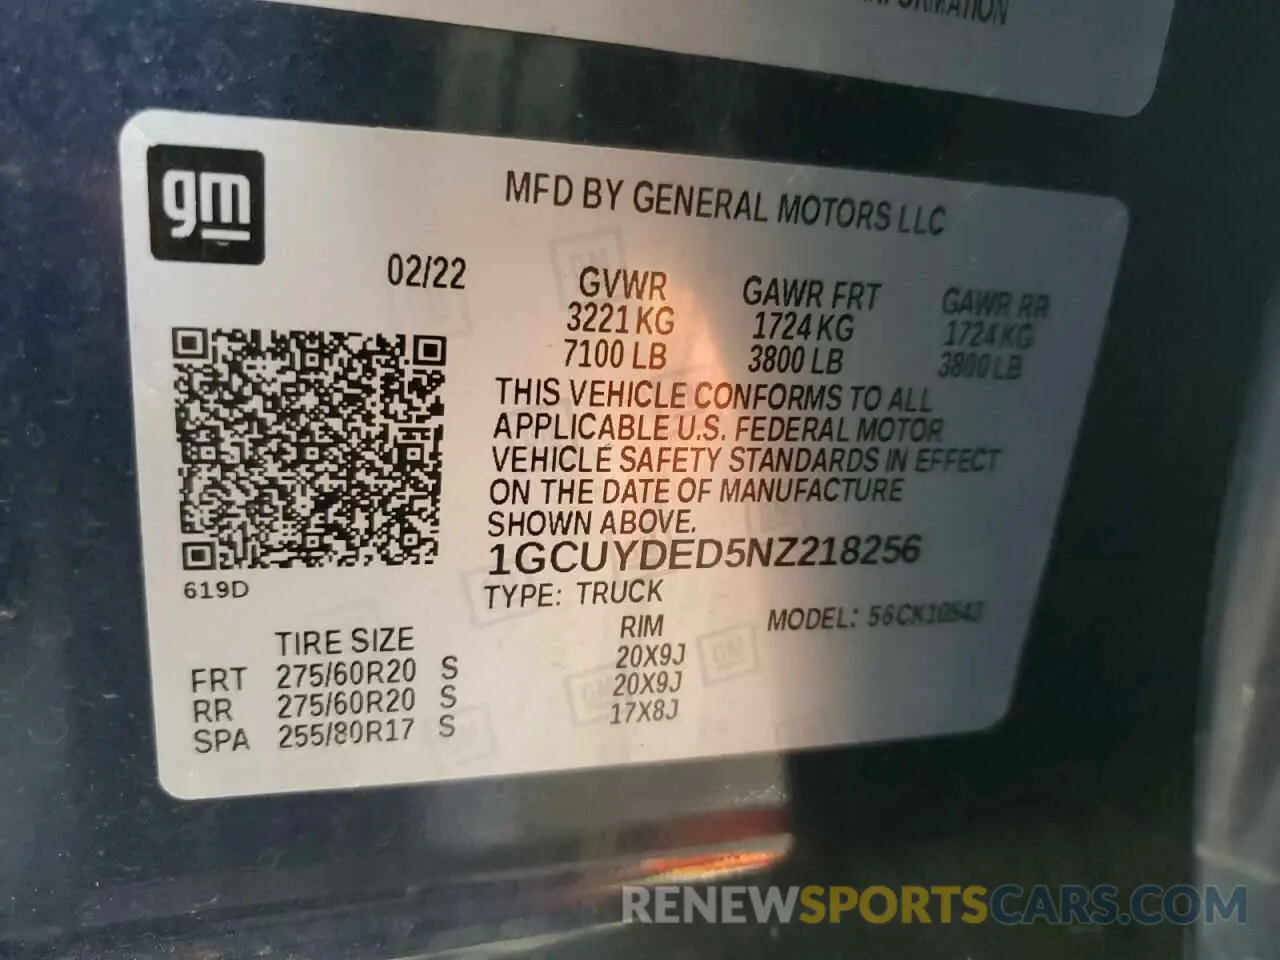 INFORMATION
gm
MFD BY GENERAL MOTORS LLC
02/22
GVWR GAWR FRT GAWR RR
3221 KG 1724 KG 1724 KG
7100 LB 3800 LB 3800 LB
THIS VEHICLE CONFORMS TO ALL
APPLICABLE U.S. FEDERAL MOTOR
VEHICLE SAFETY STANDARDS IN EFFECT
ON THE DATE OF MANUFACTURE
SHOWN ABOVE.
1GCUYDED5NZ218256
619D
TYPE: TRUCK
MODEL: 56CK10543
TIRE SIZE RIM
FRT 275/60R20 S 20X9J
RR 275/60R20 S 20X9J
SPA 255/80R17 S 17X8J
RENEWSPORTSCARS.COM